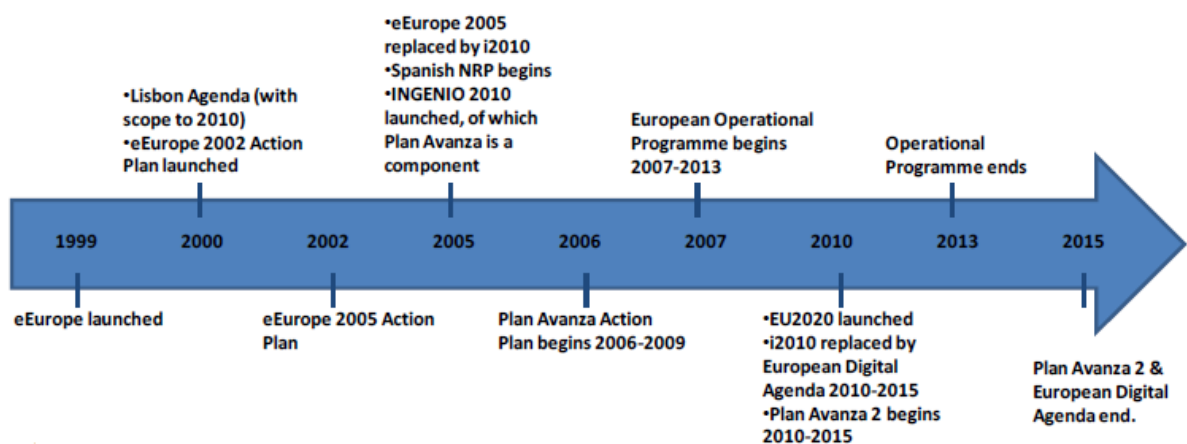 •eEurope 2005
replaced by i2010
•Spanish NRP begins
•INGENIO 2010
launched, of which
Plan Avanza is a
component
•Lisbon Agenda (with
scope to 2010)
•eEurope 2002 Action
Plan launched
European Operational
Programme begins
2007-2013
Operational
Programme ends
1999 2000 2002 2005 2006 2007 2010 2013 2015
eEurope launched
eEurope 2005 Action
Plan
Plan Avanza Action
Plan begins 2006-2009
•EU2020 launched
•i2010 replaced by
European Digital
Agenda 2010-2015
•Plan Avanza 2 begins
2010-2015
Plan Avanza 2 &
European Digital
Agenda end.